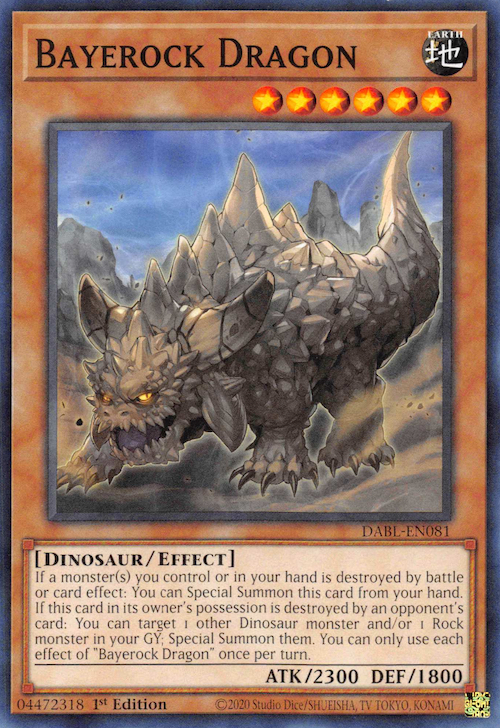 BAYEROCK DRAGON
EARTH
地
DABL-EN081
[DINOSAUR/EFFECT]
If a monster(s) you control or in your hand is destroyed by battle
or card effect: You can Special Summon this card from your hand.
If this card in its owner's possession is destroyed by an opponent's
card: You can target 1 other Dinosaur monster and/or 1 Rock
monster in your GY; Special Summon them. You can only use each
effect of "Bayerock Dragon" once per turn.
ATK/2300 DEF/1800
04472318 1st Edition ©2020 Studio Dice/SHUEISHA, TV TOKYO, KONAMI